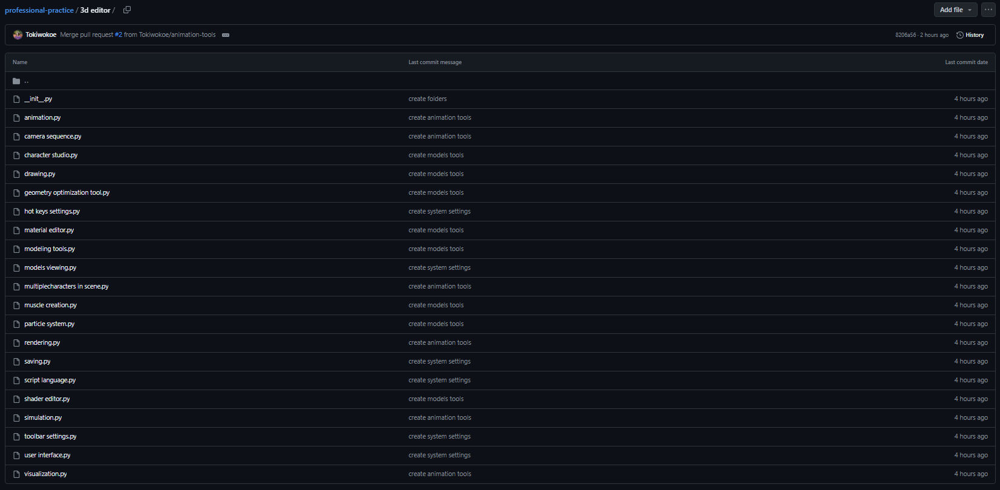 professional-practice / 3d editor /
Add file
Tokiwokoe Merge pull request #2 from Tokiwokoe/animation-tools
8206a56 · 2 hours ago History
Name Last commit message Last commit date
..
__init__.py create folders 4 hours ago
animation.py create animation tools 4 hours ago
camera sequence.py create animation tools 4 hours ago
character studio.py create models tools 4 hours ago
drawing.py create models tools 4 hours ago
geometry optimization tool.py create models tools 4 hours ago
hot keys settings.py create system settings 4 hours ago
material editor.py create models tools 4 hours ago
modeling tools.py create models tools 4 hours ago
models viewing.py create system settings 4 hours ago
multiplecharacters in scene.py create animation tools 4 hours ago
muscle creation.py create models tools 4 hours ago
particle system.py create models tools 4 hours ago
rendering.py create animation tools 4 hours ago
saving.py create system settings 4 hours ago
script language.py create system settings 4 hours ago
shader editor.py create models tools 4 hours ago
simulation.py create animation tools 4 hours ago
toolbar settings.py create system settings 4 hours ago
user interface.py create system settings 4 hours ago
visualization.py create animation tools 4 hours ago